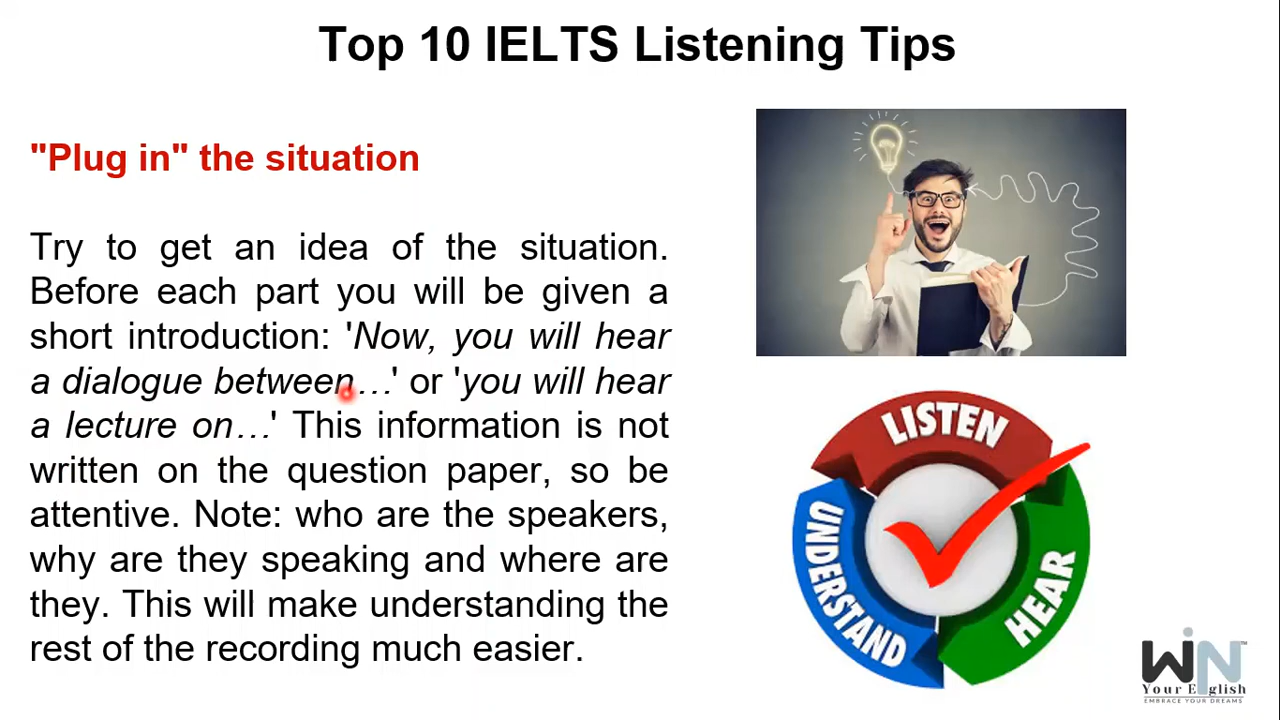 Top 10 IELTS Listening Tips
"Plug in" the situation
Try to get an idea of the situation.
Before each part you will be given a
short introduction: 'Now, you will hear
a dialogue between…' or 'you will hear
a lecture on…' This information is not
written on the question paper, so be
attentive. Note: who are the speakers,
why are they speaking and where are
they. This will make understanding the
rest of the recording much easier.
LISTEN
HEAR
UNDERSTAND
WiN™
Your English
EMBRACE YOUR DREAMS